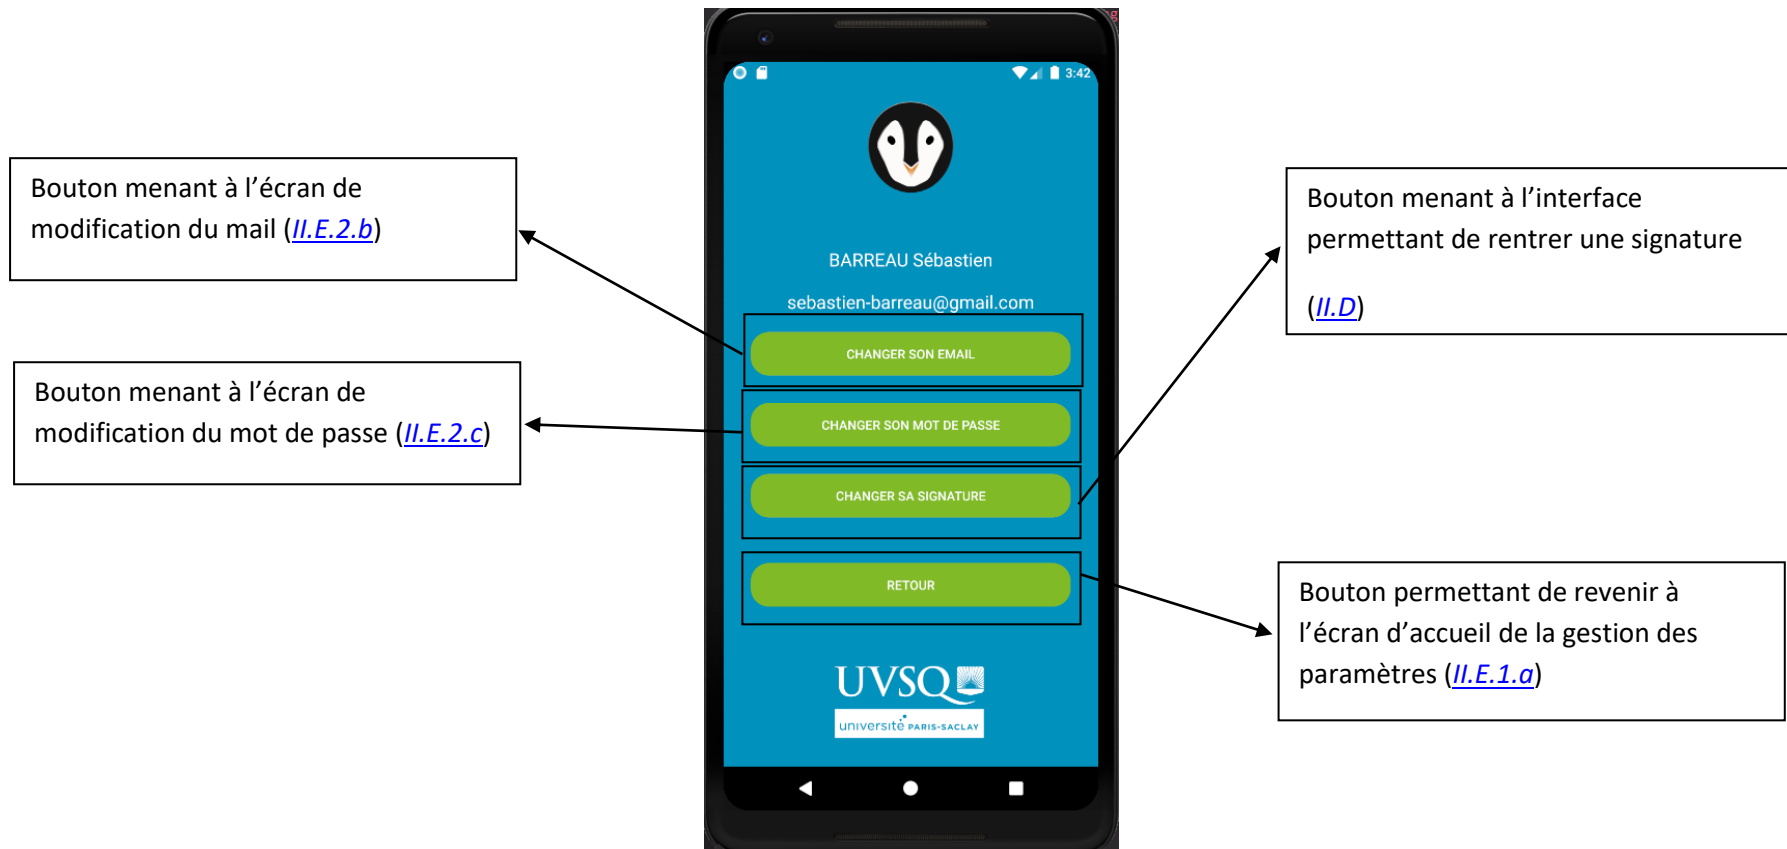 3:42
Bouton menant à l’écran de
modification du mail (II.E.2.b)
Bouton menant à l’écran de
modification du mot de passe (II.E.2.c)
BARREAU Sébastien
sebastien-barreau@gmail.com
CHANGER SON EMAIL
CHANGER SON MOT DE PASSE
CHANGER SA SIGNATURE
RETOUR
UVSQ
université PARIS-SACLAY
Bouton menant à l’interface
permettant de rentrer une signature
(II.D)
Bouton permettant de revenir à
l’écran d’accueil de la gestion des
paramètres (II.E.1.a)